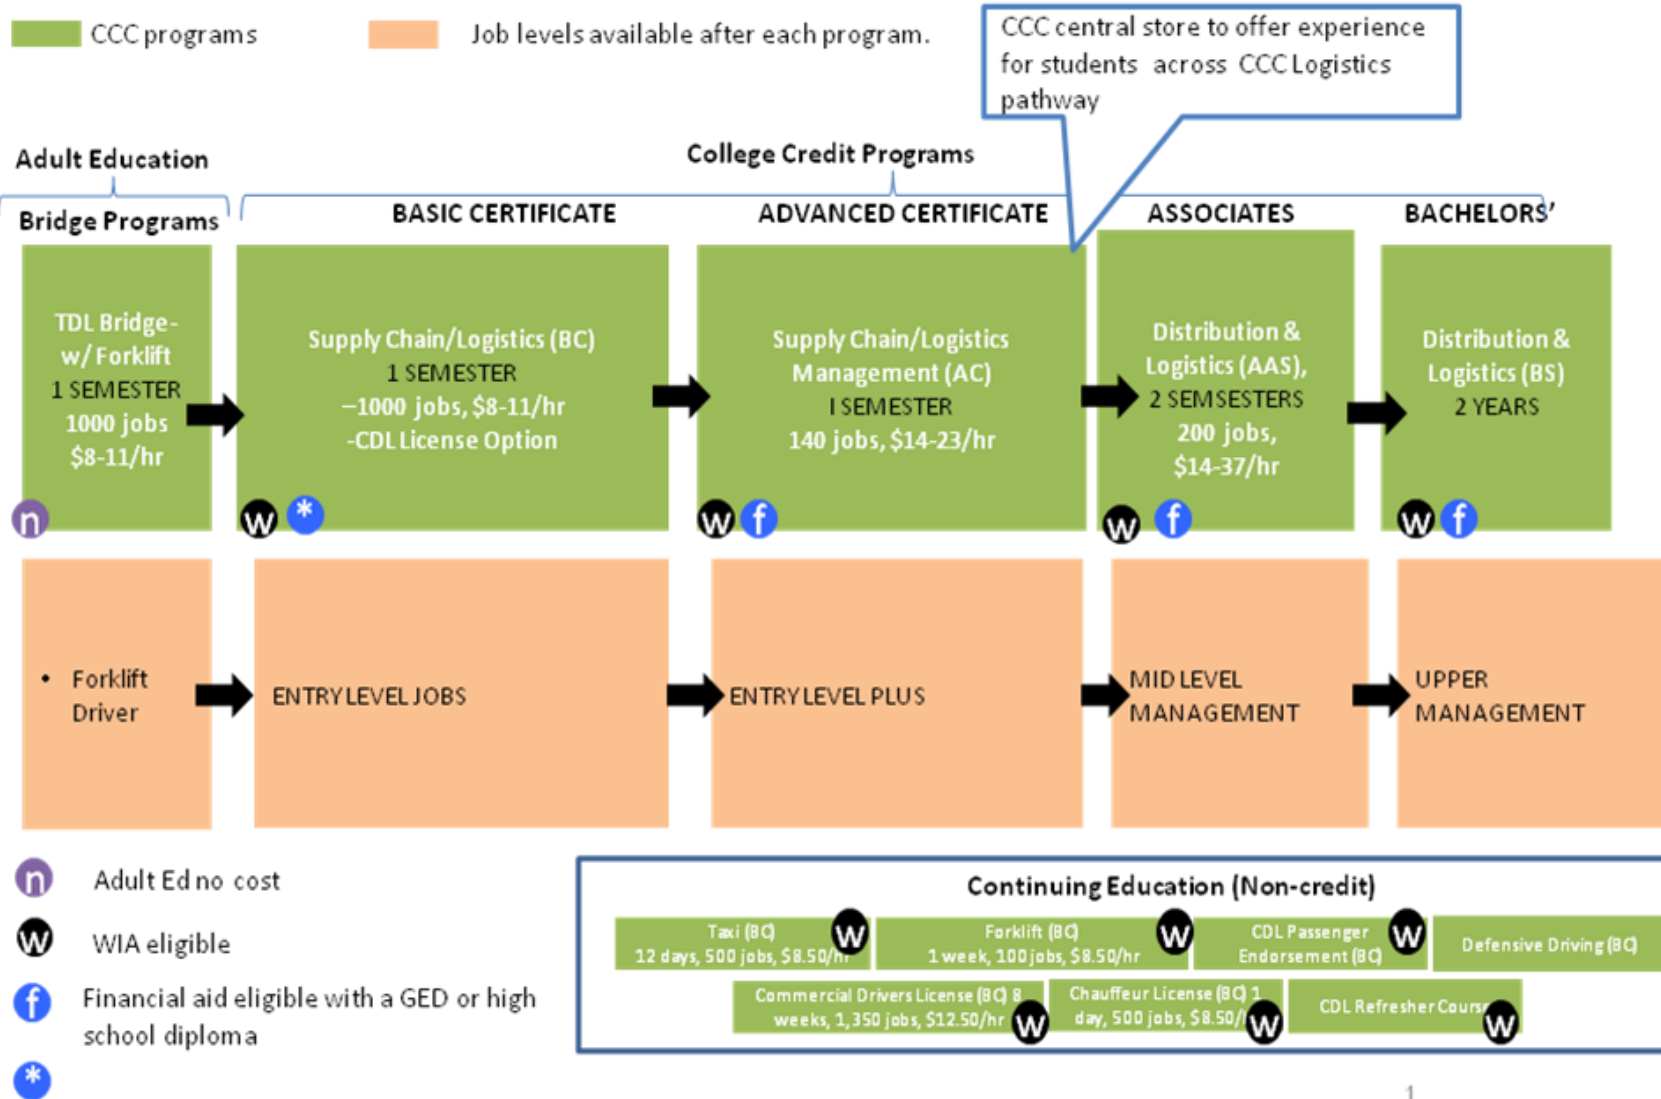 CCC programs
Job levels available after each program.
CCC central store to offer experience
for students across CCC Logistics
pathway
Adult Education
College Credit Programs
Bridge Programs
BASIC CERTIFICATE
ADVANCED CERTIFICATE
ASSOCIATES
BACHELORS’
TDL Bridge-
w/ Forklift
1 SEMESTER
1000 jobs
$8-11/hr
Supply Chain/Logistics (BC)
1 SEMESTER
–1000 jobs, $8-11/hr
-CDL License Option
Supply Chain/Logistics
Management (AC)
I SEMESTER
140 jobs, $14-23/hr
Distribution &
Logistics (AAS),
2 SEMSESTERS
200 jobs,
$14-37/hr
Distribution &
Logistics (BS)
2 YEARS
n
w *
w f
w f
w f
• Forklift
Driver
ENTRY LEVEL JOBS
ENTRY LEVEL PLUS
MID LEVEL
MANAGEMENT
UPPER
MANAGEMENT
n Adult Ed no cost
w WIA eligible
f Financial aid eligible with a GED or high
school diploma
*
Continuing Education (Non-credit)
Taxi (BC)
12 days, 500 jobs, $8.50/hr
w
Forklift (BC)
1 week, 100 jobs, $8.50/hr
w
CDL Passenger
Endorsement (BC)
w
Defensive Driving (BC)
Commercial Drivers License (BC) 8
weeks, 1,350 jobs, $12.50/hr
w
Chauffeur License (BC) 1
day, 500 jobs, $8.50/
w
CDL Refresher Course
w
1